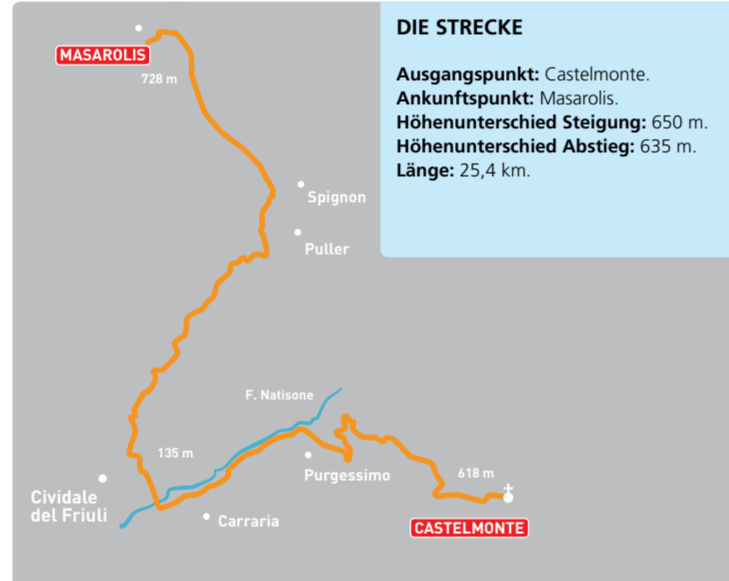 DIE STRECKE
Ausgangspunkt: Castelmonte.
Ankunftspunkt: Masarolis.
Höhenunterschied Steigung: 650 m.
Höhenunterschied Abstieg: 635 m.
Länge: 25,4 km.
MASAROLIS
728 m
Spignon
Puller
F. Natisone
135 m
Purgessimo
618 m
Cividale
del Friuli
Carraria
CASTELMONTE